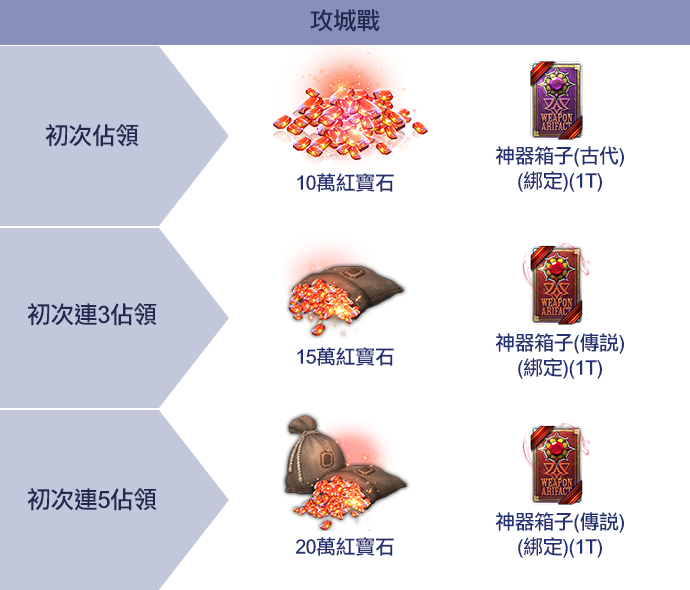 攻城戰
初次佔領
10萬紅寶石
WEAPON
ARIFACT
神器箱子(古代)
(綁定)(1T)
初次連3佔領
15萬紅寶石
WEAPON
ARIFACT
神器箱子(傳説)
(綁定)(1T)
初次連5佔領
20萬紅寶石
WEAPON
ARIFACT
神器箱子(傳説)
(綁定)(1T)